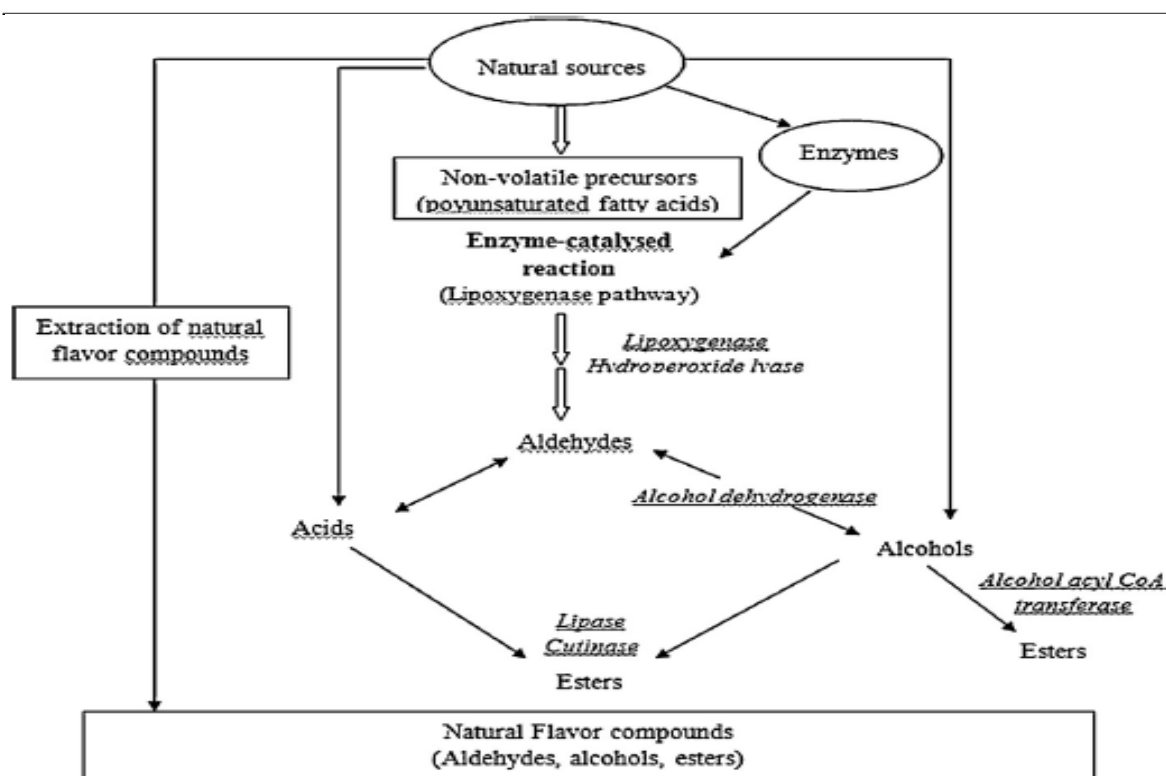 Natural sources
Enzymes
Non-volatile precursors
(poyunsaturated fatty acids)
Enzyme-catalysed
reaction
(Lipoxygenase pathway)
Extraction of natural
flavor compounds
Lipoxygenase
Hydroperoxide lyase
Aldehydes
Alcohol dehydrogenase
Acids
Alcohols
Alcohol acyl CoA
transferase
Lipase
Cutinase
Esters
Esters
Natural Flavor compounds
(Aldehydes, alcohols, esters)